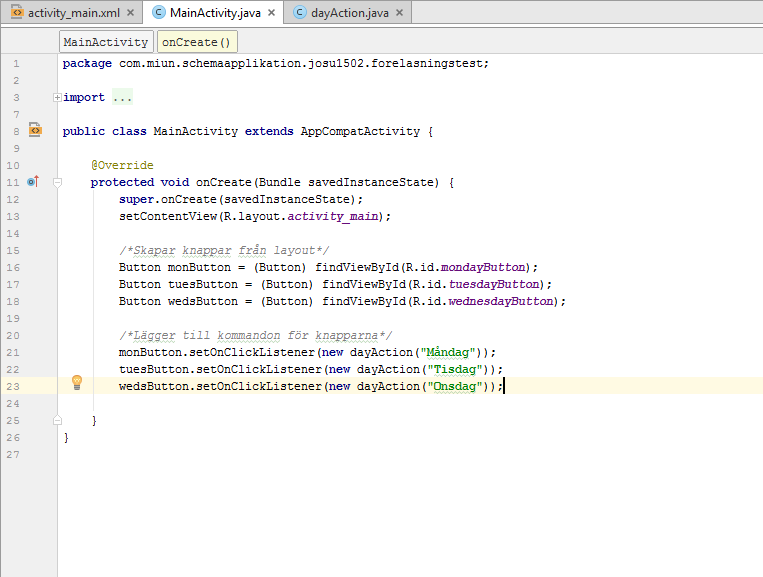 activity_main.xml × MainActivity.java × dayAction.java ×
MainActivity onCreate()
1 package com.miun.schemaapplikation.josu1502.forelasningstest;
2
3 import ...
7
8 public class MainActivity extends AppCompatActivity {
9
10 @Override
11 protected void onCreate(Bundle savedInstanceState) {
12 super.onCreate(savedInstanceState);
13 setContentView(R.layout.activity_main);
14
15 /*Skapar knappar från layout*/
16 Button monButton = (Button) findViewById(R.id.mondayButton);
17 Button tuesButton = (Button) findViewById(R.id.tuesdayButton);
18 Button wedsButton = (Button) findViewById(R.id.wednesdayButton);
19
20 /*Lägger till kommandon för knapparna*/
21 monButton.setOnClickListener(new dayAction("Måndag"));
22 tuesButton.setOnClickListener(new dayAction("Tisdag"));
23 wedsButton.setOnClickListener(new dayAction("Onsdag"));
24
25 }
26 }
27